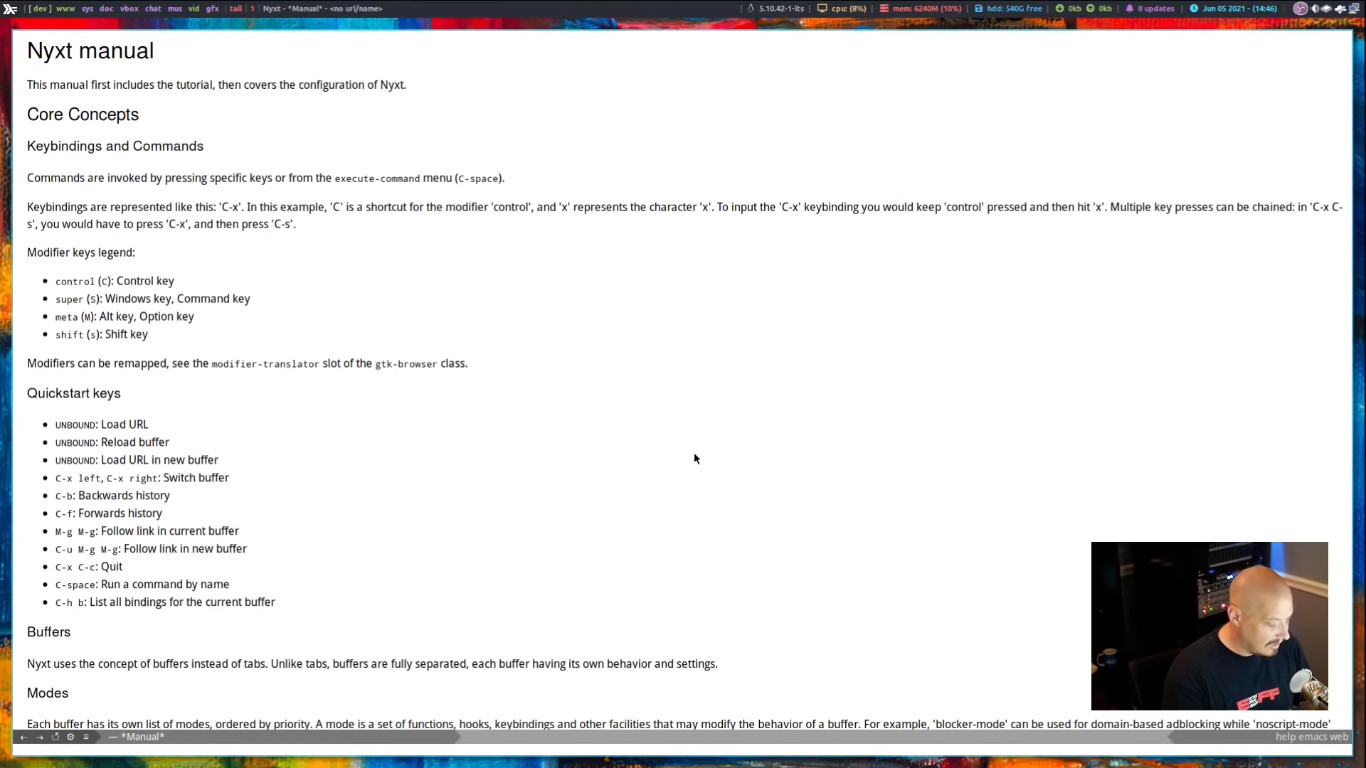 [ dev ] www sys doc vbox chat mus vid gfx | tall | 1 | Nyxt - *Manual* - <no url/name>
5.10.42-1-lts | cpu: (8%) | mem: 6240M (10%) | hdd: 540G free | 0kb 0kb | 0 updates | Jun 05 2021 - (14:46)
Nyxt manual
This manual first includes the tutorial, then covers the configuration of Nyxt.
Core Concepts
Keybindings and Commands
Commands are invoked by pressing specific keys or from the execute-command menu (C-space).
Keybindings are represented like this: 'C-x'. In this example, 'C' is a shortcut for the modifier 'control', and 'x' represents the character 'x'. To input the 'C-x' keybinding you would keep 'control' pressed and then hit 'x'. Multiple key presses can be chained: in 'C-x C-
s', you would have to press 'C-x', and then press 'C-s'.
Modifier keys legend:
• control (C): Control key
• super (S): Windows key, Command key
• meta (M): Alt key, Option key
• shift (s): Shift key
Modifiers can be remapped, see the modifier-translator slot of the gtk-browser class.
Quickstart keys
• UNBOUND: Load URL
• UNBOUND: Reload buffer
• UNBOUND: Load URL in new buffer
• C-x left, C-x right: Switch buffer
• C-b: Backwards history
• C-f: Forwards history
• M-g M-g: Follow link in current buffer
• C-u M-g M-g: Follow link in new buffer
• C-x C-c: Quit
• C-space: Run a command by name
• C-h b: List all bindings for the current buffer
Buffers
Nyxt uses the concept of buffers instead of tabs. Unlike tabs, buffers are fully separated, each buffer having its own behavior and settings.
Modes
Each buffer has its own list of modes, ordered by priority. A mode is a set of functions, hooks, keybindings and other facilities that may modify the behavior of a buffer. For example, 'blocker-mode' can be used for domain-based adblocking while 'noscript-mode'
— *Manual*
help emacs web